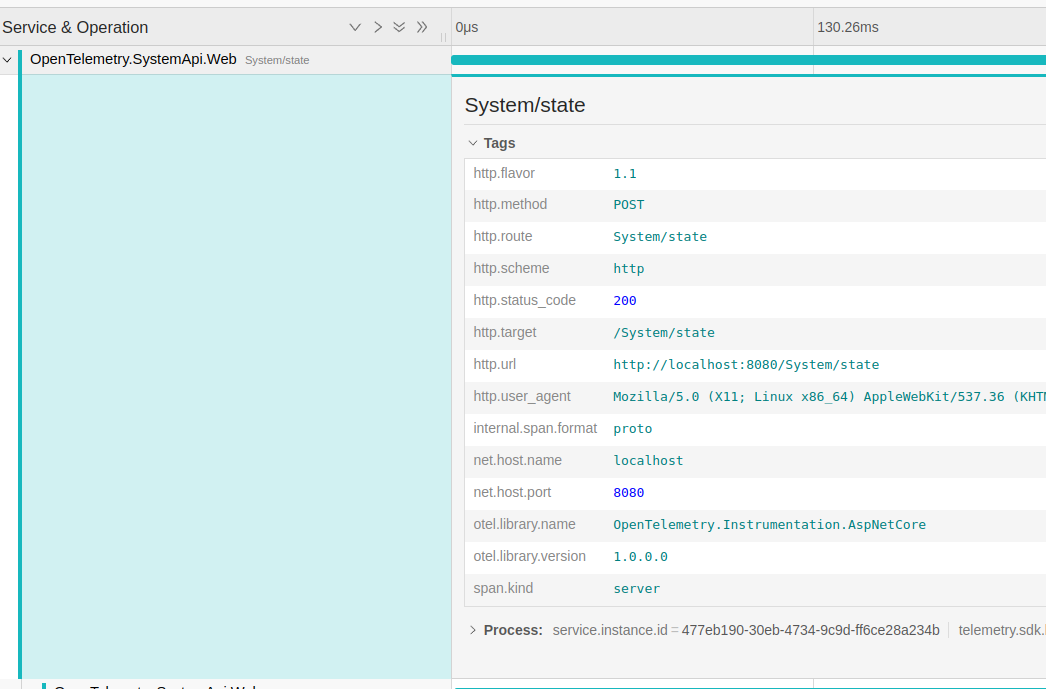 Service & Operation 0μs 130.26ms
OpenTelemetry.SystemApi.Web System/state
System/state
Tags
http.flavor 1.1
http.method POST
http.route System/state
http.scheme http
http.status_code 200
http.target /System/state
http.url http://localhost:8080/System/state
http.user_agent Mozilla/5.0 (X11; Linux x86_64) AppleWebKit/537.36 (KHTM
internal.span.format proto
net.host.name localhost
net.host.port 8080
otel.library.name OpenTelemetry.Instrumentation.AspNetCore
otel.library.version 1.0.0.0
span.kind server
Process: service.instance.id = 477eb190-30eb-4734-9c9d-ff6ce28a234b telemetry.sdk.